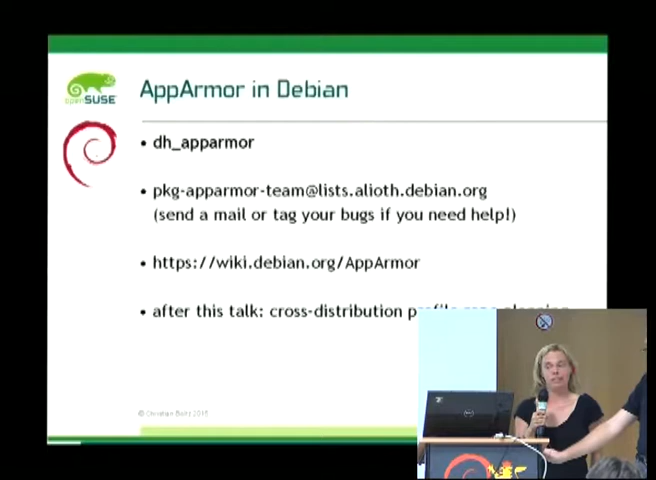 openSUSE
AppArmor in Debian
• dh_apparmor
• pkg-apparmor-team@lists.alioth.debian.org
(send a mail or tag your bugs if you need help!)
• https://wiki.debian.org/AppArmor
• after this talk: cross-distribution
© Christian Boltz 2015